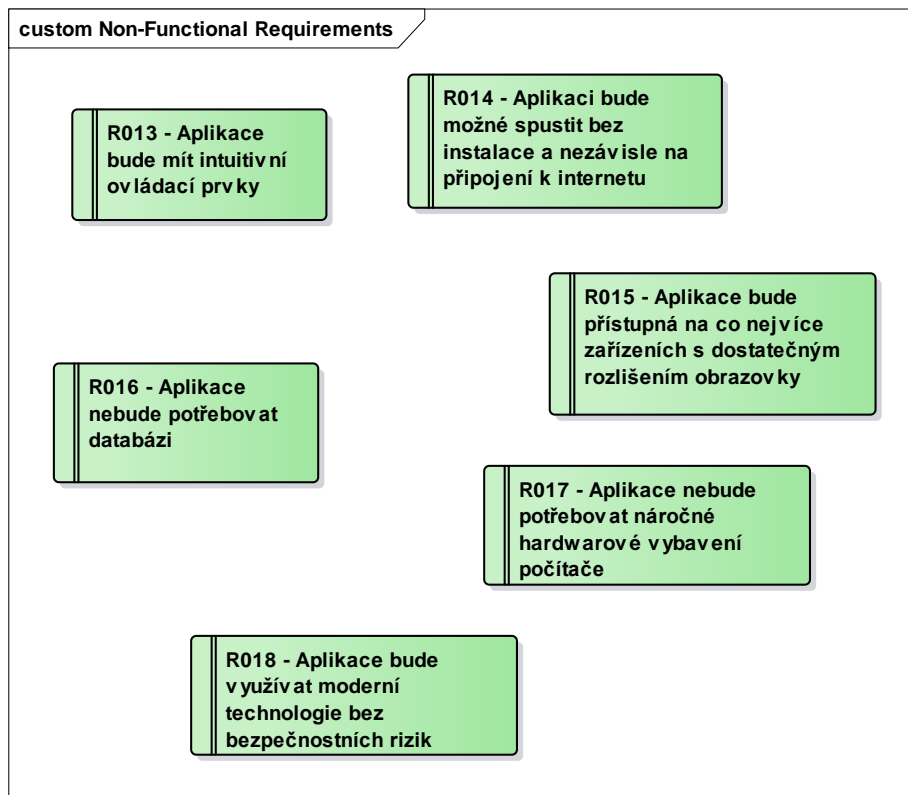 custom Non-Functional Requirements
R013 - Aplikace
bude mít intuitivní
ovládací prvky
R014 - Aplikaci bude
možné spustit bez
instalace a nezávisle na
připojení k internetu
R015 - Aplikace bude
přístupná na co nejvíce
zařízeních s dostatečným
rozlišením obrazovky
R016 - Aplikace
nebude potřebovat
databázi
R017 - Aplikace nebude
potřebovat náročné
hardwarové vybavení
počítače
R018 - Aplikace bude
využívat moderní
technologie bez
bezpečnostních rizik